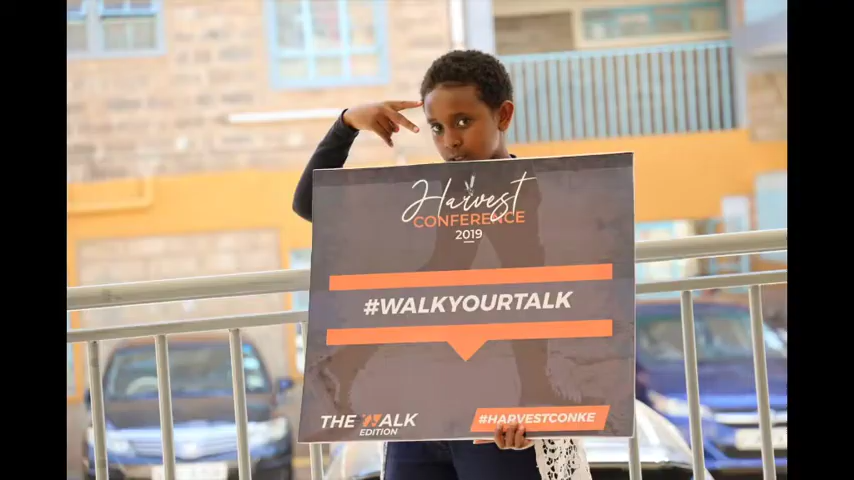 Harvest
CONFERENCE
2019
#WALKYOURTALK
THE WALK
EDITION
#HARVESTCONKE